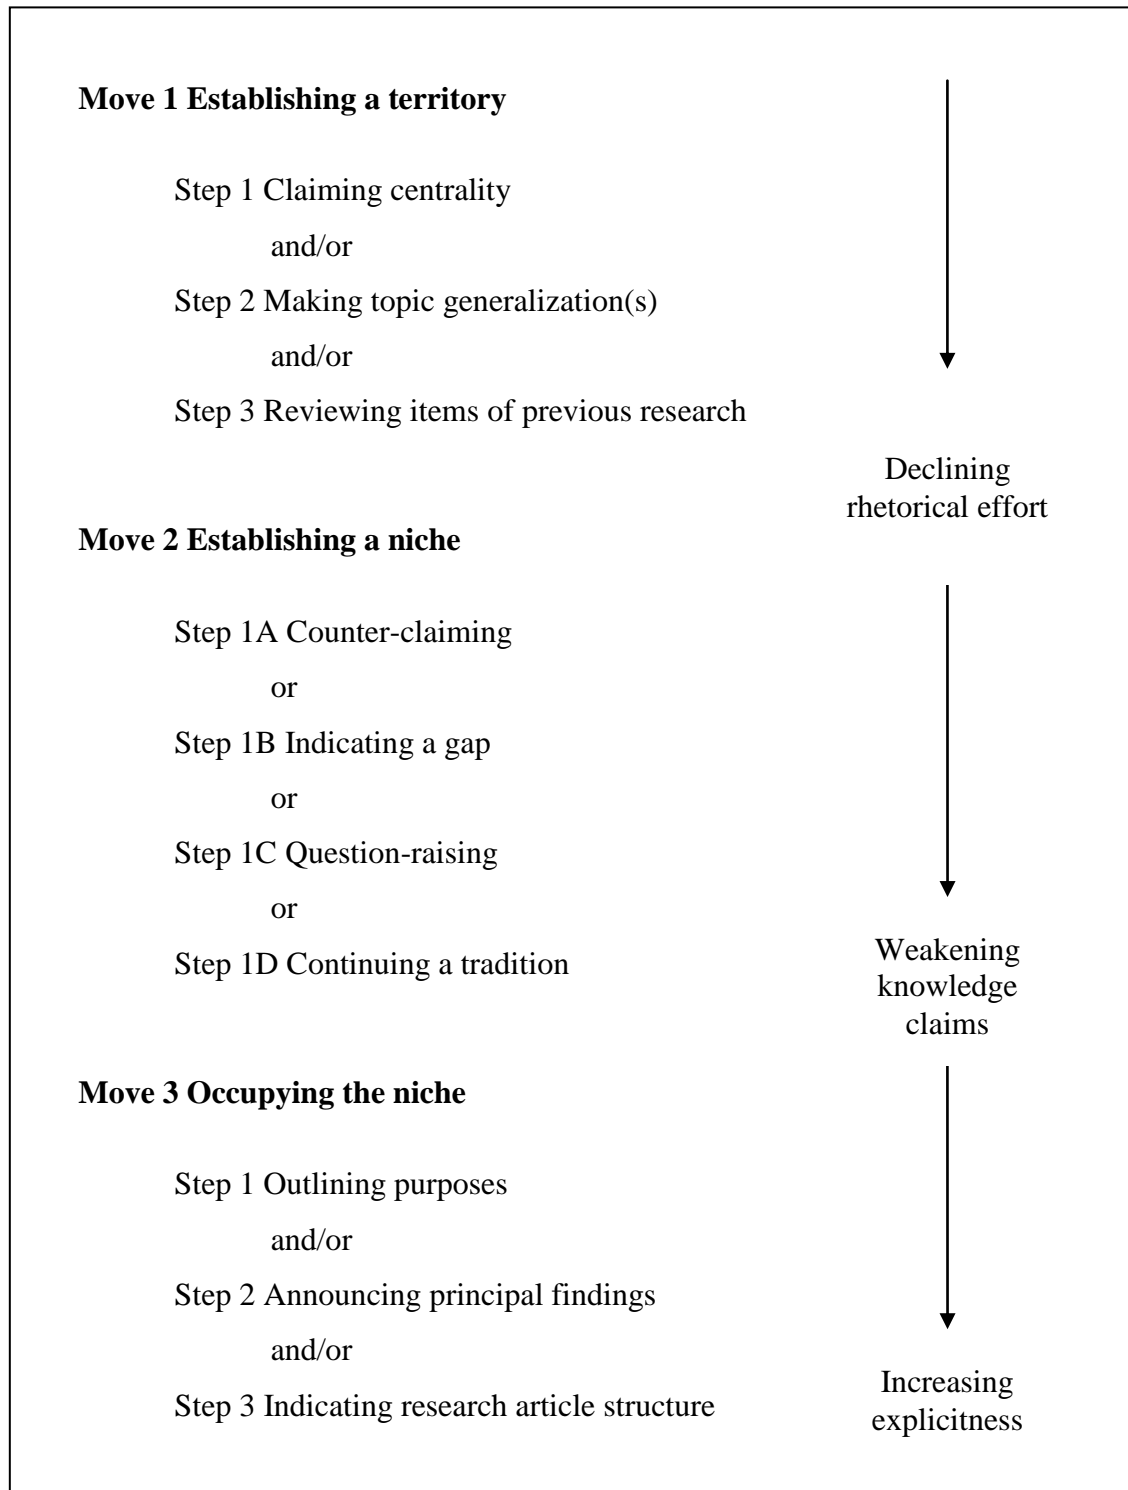 Move 1 Establishing a territory
Step 1 Claiming centrality
and/or
Step 2 Making topic generalization(s)
and/or
Step 3 Reviewing items of previous research
Declining
rhetorical effort
Move 2 Establishing a niche
Step 1A Counter-claiming
or
Step 1B Indicating a gap
or
Step 1C Question-raising
or
Step 1D Continuing a tradition
Weakening
knowledge
claims
Move 3 Occupying the niche
Step 1 Outlining purposes
and/or
Step 2 Announcing principal findings
and/or
Step 3 Indicating research article structure
Increasing
explicitness